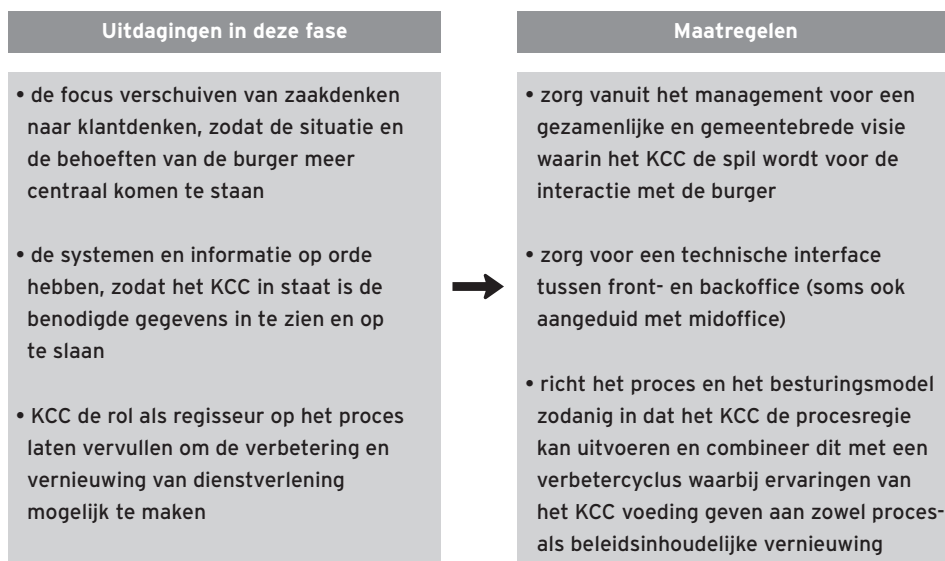 Uitdagingen in deze fase
• de focus verschuiven van zaakdenken
naar klantdenken, zodat de situatie en
de behoeften van de burger meer
centraal komen te staan
• de systemen en informatie op orde
hebben, zodat het KCC in staat is de
benodigde gegevens in te zien en op
te slaan
• KCC de rol als regisseur op het proces
laten vervullen om de verbetering en
vernieuwing van dienstverlening
mogelijk te maken
Maatregelen
• zorg vanuit het management voor een
gezamenlijke en gemeentebrede visie
waarin het KCC de spil wordt voor de
interactie met de burger
• zorg voor een technische interface
tussen front- en backoffice (soms ook
aangeduid met midoffice)
• richt het proces en het besturingsmodel
zodanig in dat het KCC de procesregie
kan uitvoeren en combineer dit met een
verbetercyclus waarbij ervaringen van
het KCC voeding geven aan zowel proces-
als beleidsinhoudelijke vernieuwing